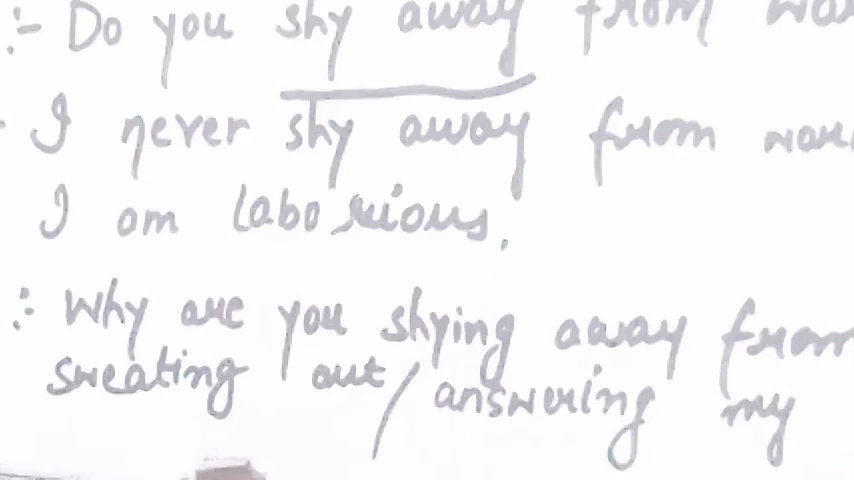 :- Do you shy away from
- I never shy away from
I am laborious.
:- Why are you shying away from
sweating out / answering my